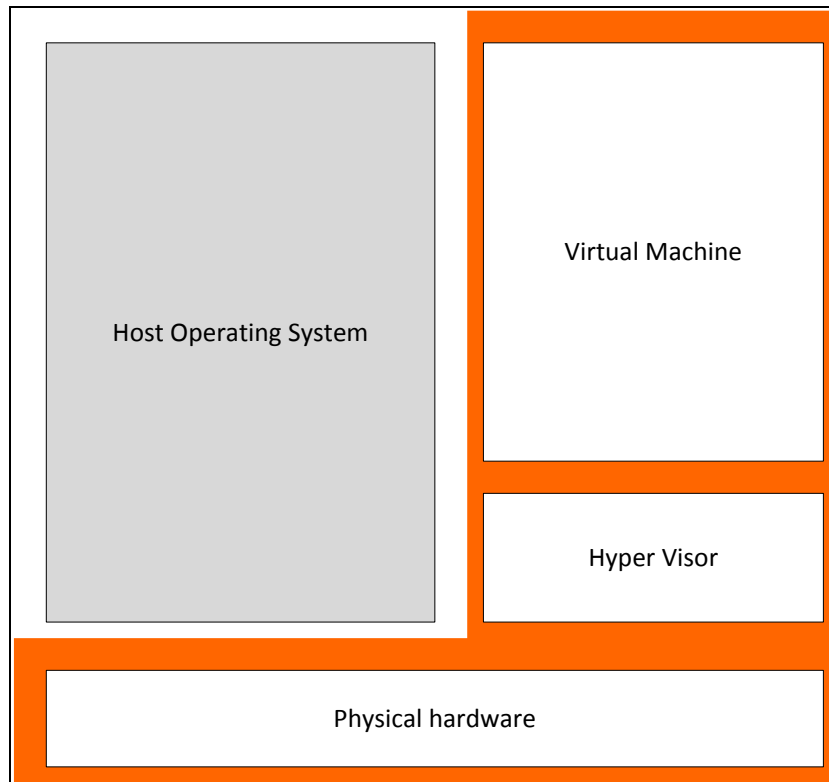 Host Operating System
Virtual Machine
Hyper Visor
Physical hardware